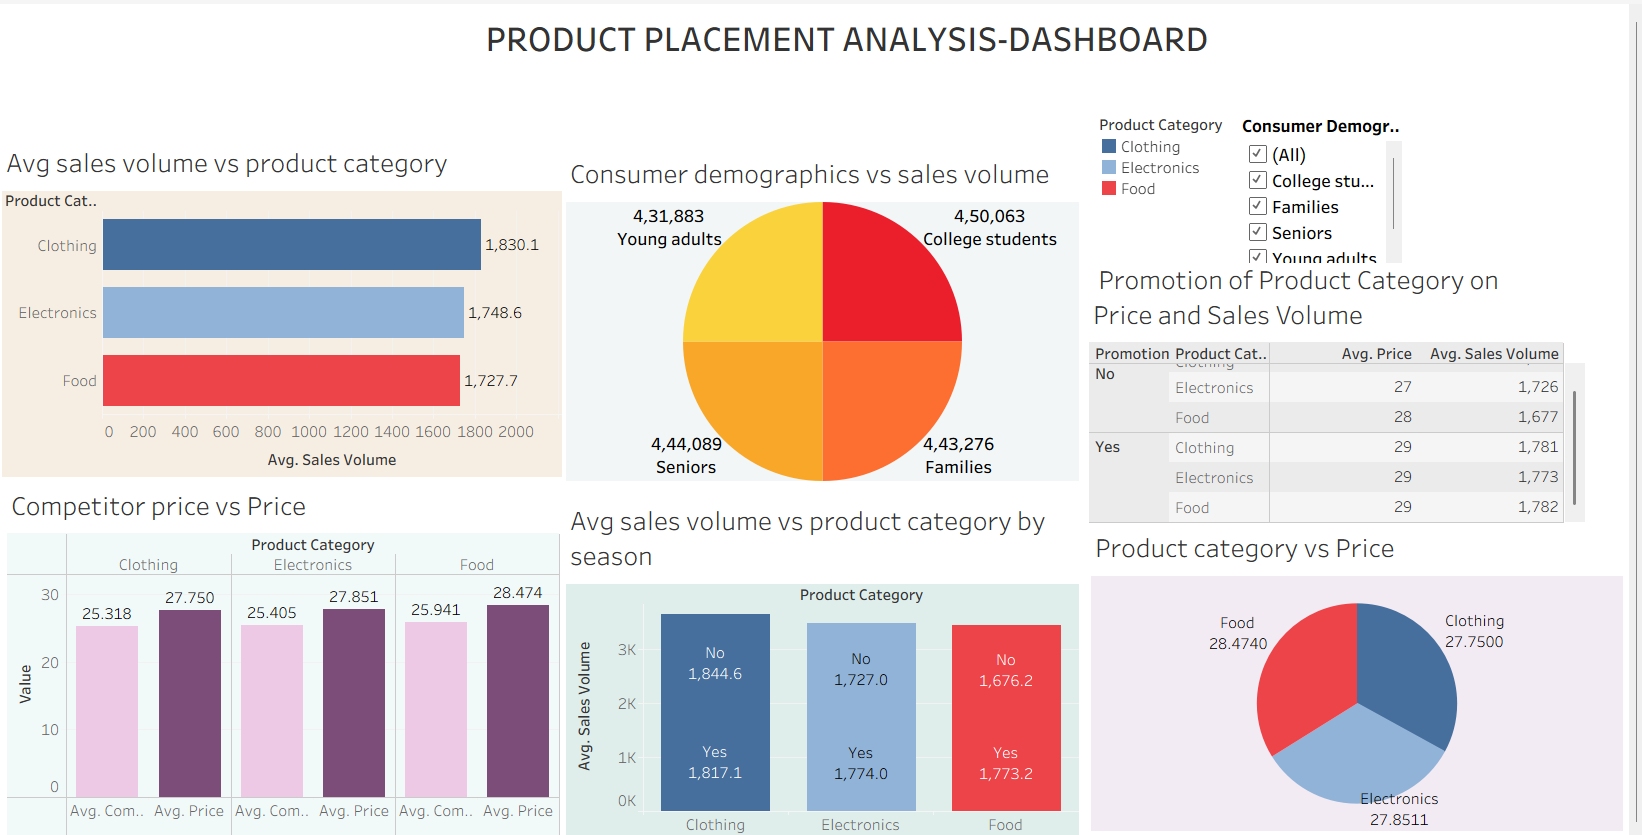 PRODUCT PLACEMENT ANALYSIS-DASHBOARD
Product Category
Clothing
Electronics
Food
Consumer Demogr..
(All)
College stu...
Families
Seniors
Young adults
Avg sales volume vs product category
Product Cat..
Clothing
1,830.1
Electronics
1,748.6
Food
1,727.7
0 200 400 600 800 1000 1200 1400 1600 1800 2000
Avg. Sales Volume
Consumer demographics vs sales volume
4,31,883
Young adults
4,50,063
College students
4,44,089
Seniors
4,43,276
Families
Promotion of Product Category on
Price and Sales Volume
Promotion Product Cat.. Avg. Price Avg. Sales Volume
No Clothing
Electronics 27 1,726
Food 28 1,677
Yes Clothing 29 1,781
Electronics 29 1,773
Food 29 1,782
Competitor price vs Price
Product Category
Clothing Electronics Food
Value
30
20
10
0
25.318 27.750 25.405 27.851 25.941 28.474
Avg. Com.. Avg. Price Avg. Com.. Avg. Price Avg. Com.. Avg. Price
Avg sales volume vs product category by
season
Product Category
Avg. Sales Volume
3K
2K
1K
0K
No
1,844.6
Yes
1,817.1
No
1,727.0
Yes
1,774.0
No
1,676.2
Yes
1,773.2
Clothing Electronics Food
Product category vs Price
Food
28.4740
Clothing
27.7500
Electronics
27.8511